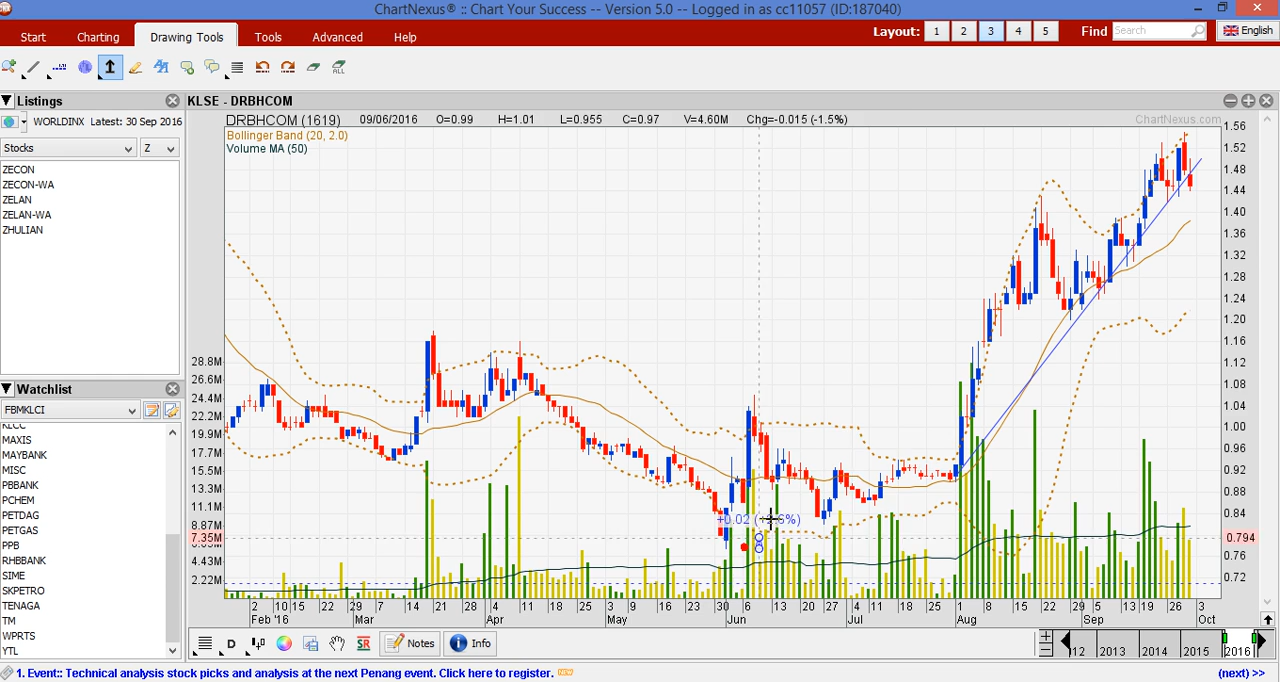 ChartNexus® :: Chart Your Success -- Version 5.0 -- Logged in as cc11057 (ID:187040)
Start Charting Drawing Tools Tools Advanced Help Layout: 1 2 3 4 5 Find Search English
ALL
Listings
WORLDINX Latest: 30 Sep 2016
Stocks Z
ZECON
ZECON-WA
ZELAN
ZELAN-WA
ZHULIAN
Watchlist
FBMKLCI
KLCC
MAXIS
MAYBANK
MISC
PBBANK
PCHEM
PETDAG
PETGAS
PPB
RHBBANK
SIME
SKPETRO
TENAGA
TM
WPRTS
YTL
KLSE - DRBHCOM
DRBHCOM (1619) 09/06/2016 O=0.99 H=1.01 L=0.955 C=0.97 V=4.60M Chg=-0.015 (-1.5%) ChartNexus.com
Bollinger Band (20, 2.0)
Volume MA (50)
1.56
1.52
1.48
1.44
1.40
1.36
1.32
1.28
1.24
1.20
1.16
1.12
1.08
1.04
1.00
0.96
0.92
0.88
0.84
0.794
0.76
0.72
28.8M
26.6M
24.4M
22.2M
19.9M
17.7M
15.5M
13.3M
11.1M
8.87M
7.35M
4.43M
2.22M
2 10 15 22 29 7 14 21 28 4 11 18 25 3 9 16 23 30 6 13 20 27 4 11 18 25 1 8 15 22 29 5 13 19 26 3
Feb '16 Mar Apr May Jun Jul Aug Sep Oct
D SR Notes Info
12 2013 2014 2015 2016
1. Event:: Technical analysis stock picks and analysis at the next Penang event. Click here to register. (next) >>